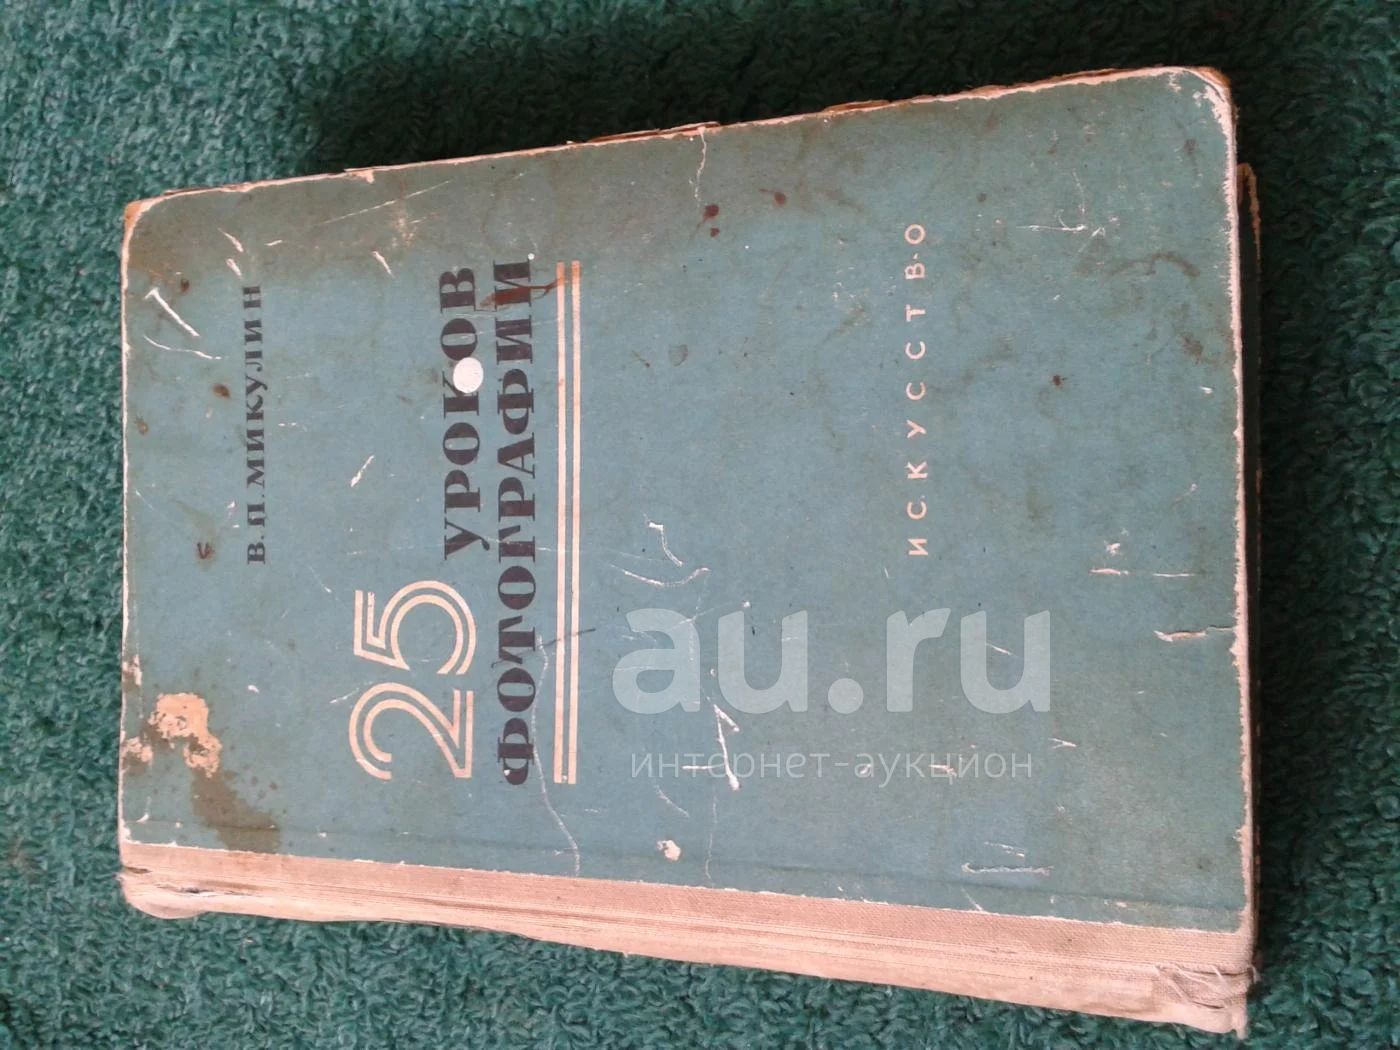 В. П. МИКУЛИН
25 УРОКОВ
ФОТОГРАФИИ
ИСКУССТВО
au.ru
интернет-аукцион